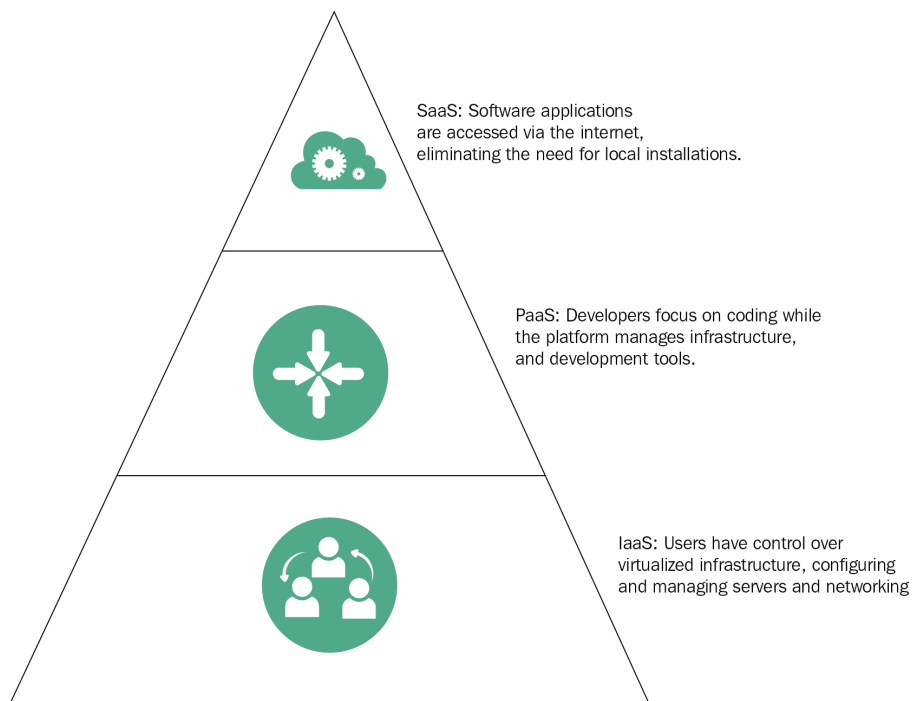 SaaS: Software applications
are accessed via the internet,
eliminating the need for local installations.
PaaS: Developers focus on coding while
the platform manages infrastructure,
and development tools.
IaaS: Users have control over
virtualized infrastructure, configuring
and managing servers and networking